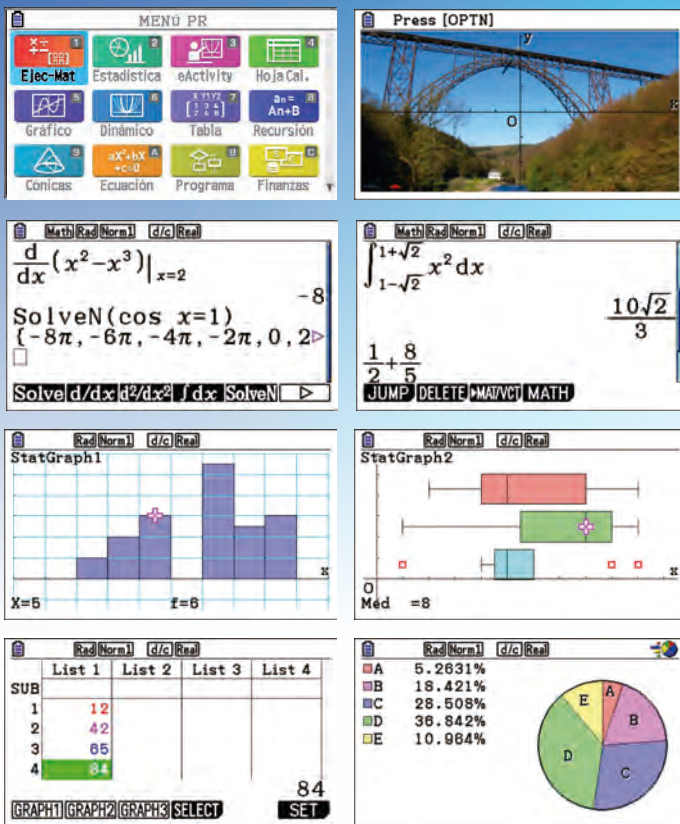 MENÚ PR
Ejec-Mat Estadística eActivity HojaCal.
Gráfico Dinámico Tabla Recursión
Cónicas Ecuación Programa Finanzas
Press [OPTN]
y
O
x
Math Rad Norm1 d/c Real
d/dx(x²-x³)|x=2
-8
SolveN(cos x=1)
{-8π,-6π,-4π,-2π,0,2
Solve d/dx d²/dx² ∫dx SolveN ▷
Math Rad Norm1 d/c Real
∫1-√2 1+√2 x²dx
10√2/3
1/2+8/5
JUMP DELETE ▶MAT/VCT MATH
Rad Norm1 d/c Real
StatGraph1
x
X=5 f=6
Rad Norm1 d/c Real
StatGraph2
x
O
Med =8
Rad Norm1 d/c Real
List 1 List 2 List 3 List 4
SUB
1 12
2 42
3 65
4 84
84
GRAPH1 GRAPH2 GRAPH3 SELECT SET
Rad Norm1 d/c Real
A 5.2631%
B 18.421%
C 28.508%
D 36.842%
E 10.964%
A
B
C
D
E